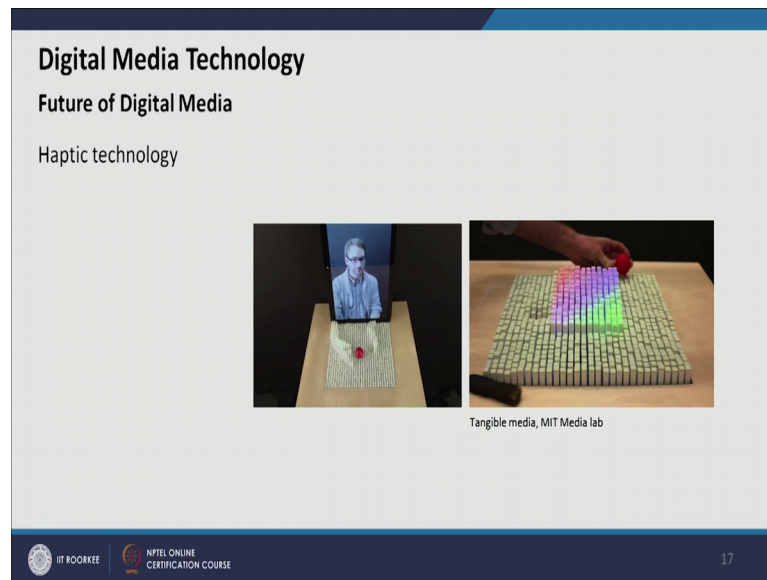 Digital Media Technology
Future of Digital Media
Haptic technology
Tangible media, MIT Media lab
IIT ROORKEE
NPTEL
NPTEL ONLINE
CERTIFICATION COURSE
17